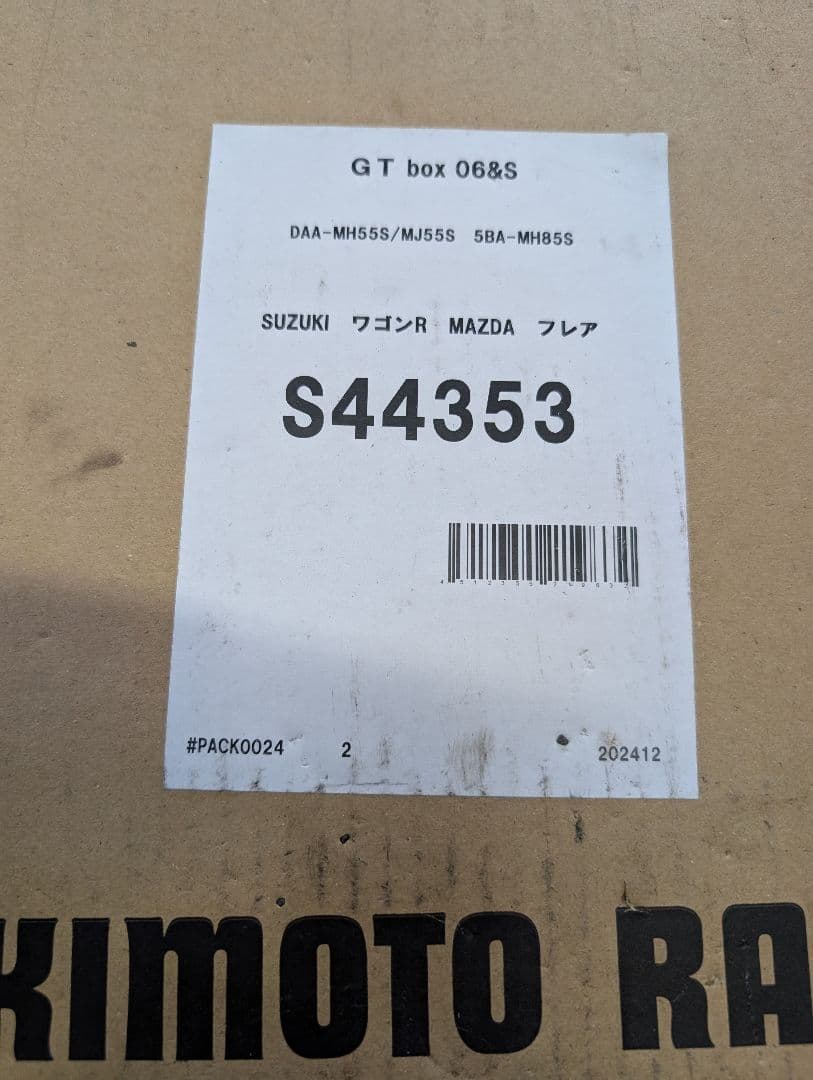 GT box 06&S
DAA-MH55S/MJ55S 5BA-MH85S
SUZUKI ワゴンR MAZDA フレア
S44353
#PACK0024 2 202412
KIMOTO RA